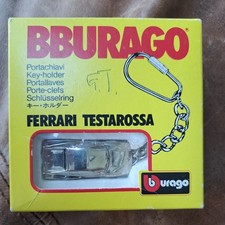 BBURAGO®
Portachiavi
Key-holder
Portallaves
Porte-clefs
Schlüsselring
キー・ホルダー
FERRARI TESTAROSSA
burago